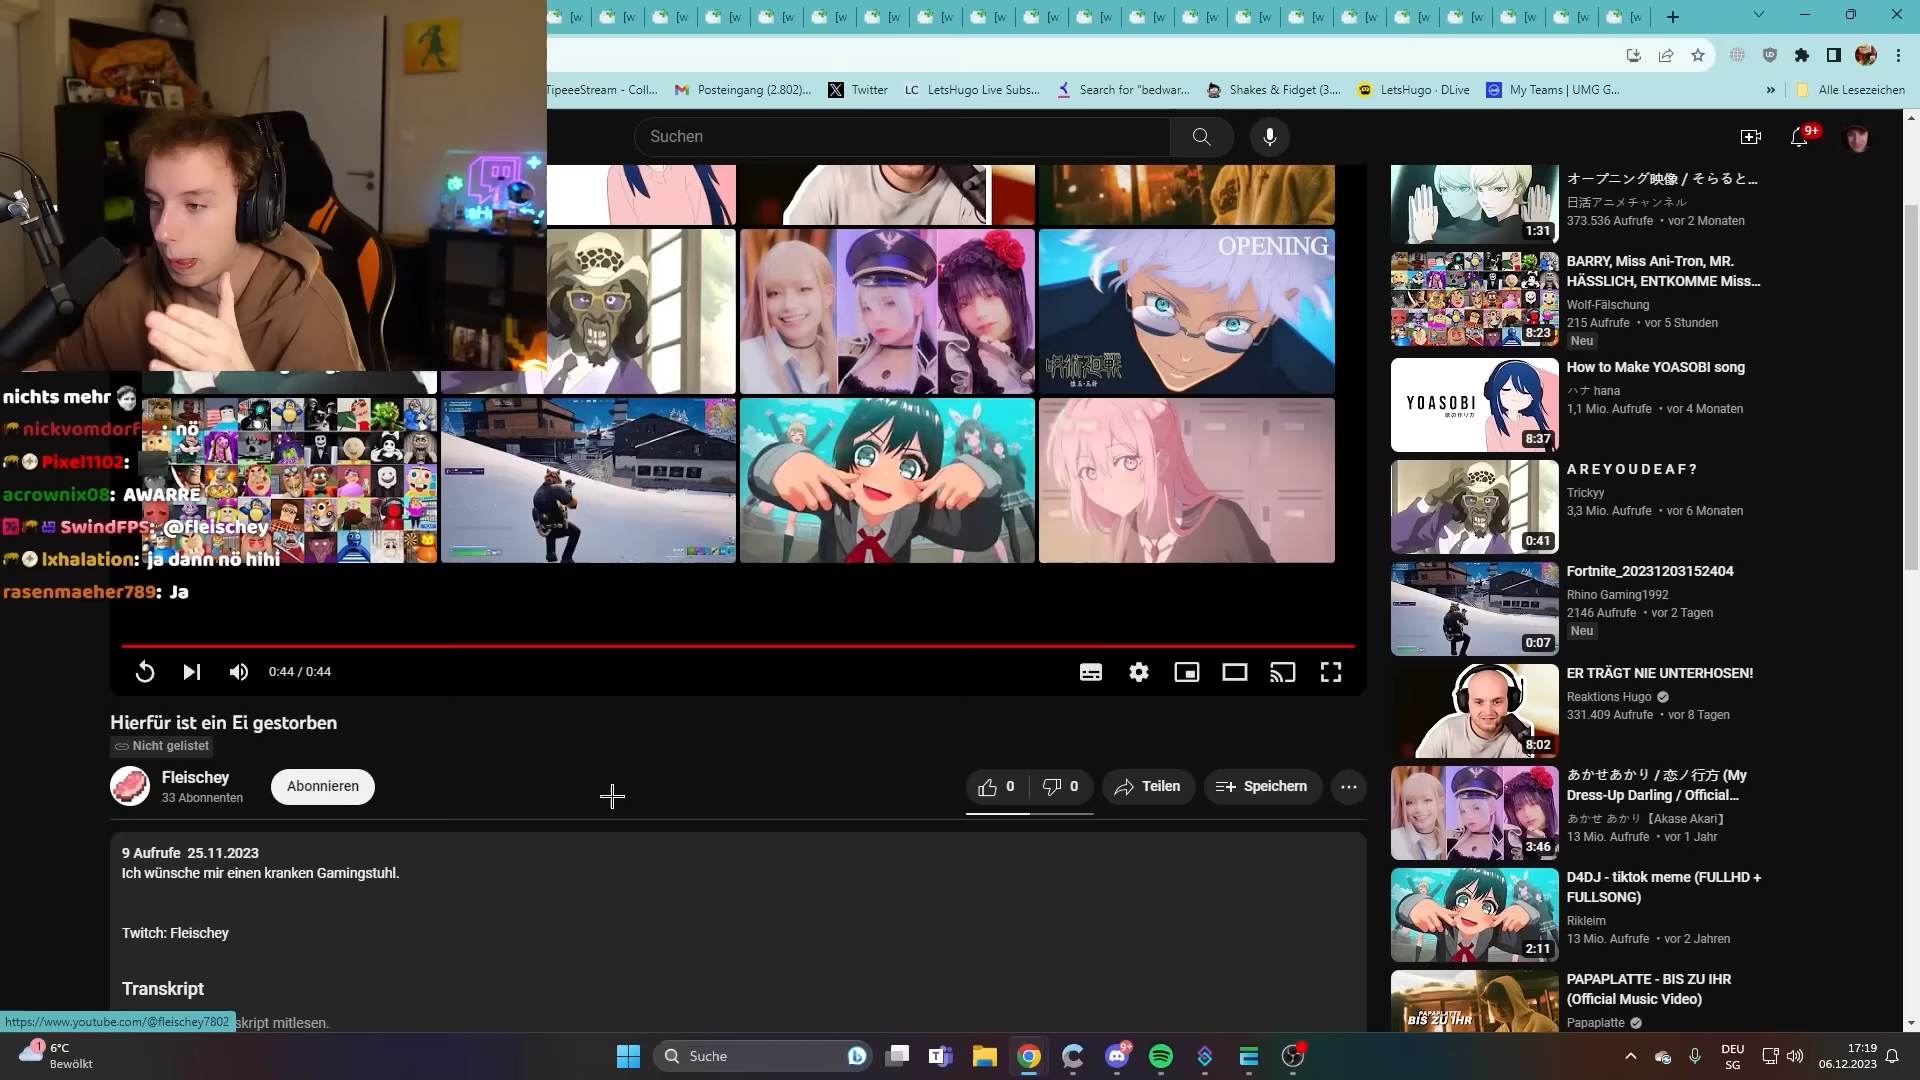 TipeeeStream - Coll...
Posteingang (2.802)...
Twitter
LC LetsHugo Live Subs...
Search for "bedwar...
Shakes & Fidget (3....
LetsHugo · DLive
My Teams | UMG G...
»
Alle Lesezeichen
Suchen
9+
OPENING
呪術廻戦
懐玉・玉折
nichts mehr
nickvomdorf : nö
Pixel1102:
acrownix08: AWARRE
SwindFPS: @fleischey
lxhalation: ja dann nö hihi
rasenmaeher789: Ja
0:44 / 0:44
Hierfür ist ein Ei gestorben
Nicht gelistet
Fleischey
33 Abonnenten
Abonnieren
0
0
Teilen
Speichern
9 Aufrufe 25.11.2023
Ich wünsche mir einen kranken Gamingstuhl.
Twitch: Fleischey
Transkript
skript mitlesen.
https://www.youtube.com/@fleischey7802
オープニング映像 / そらると...
日活アニメチャンネル
373.536 Aufrufe • vor 2 Monaten
1:31
BARRY, Miss Ani-Tron, MR.
HÄSSLICH, ENTKOMME Miss...
Wolf-Fälschung
215 Aufrufe • vor 5 Stunden
Neu
8:23
How to Make YOASOBI song
ハナ hana
1,1 Mio. Aufrufe • vor 4 Monaten
YOASOBI
8:37
A R E Y O U D E A F ?
Trickyy
3,3 Mio. Aufrufe • vor 6 Monaten
0:41
Fortnite_20231203152404
Rhino Gaming1992
2146 Aufrufe • vor 2 Tagen
Neu
0:07
ER TRÄGT NIE UNTERHOSEN!
Reaktions Hugo
331.409 Aufrufe • vor 8 Tagen
8:02
あかせあかり / 恋ノ行方 (My
Dress-Up Darling / Official...
あかせ あかり【Akase Akari】
13 Mio. Aufrufe • vor 1 Jahr
3:46
D4DJ - tiktok meme (FULLHD +
FULLSONG)
Rikleim
13 Mio. Aufrufe • vor 2 Jahren
2:11
PAPAPLATTE - BIS ZU IHR
(Official Music Video)
Papaplatte
PAPAPLATTE
BIS ZU IHR
1
6°C
Bewölkt
Suche
9+
DEU
SG
17:19
06.12.2023